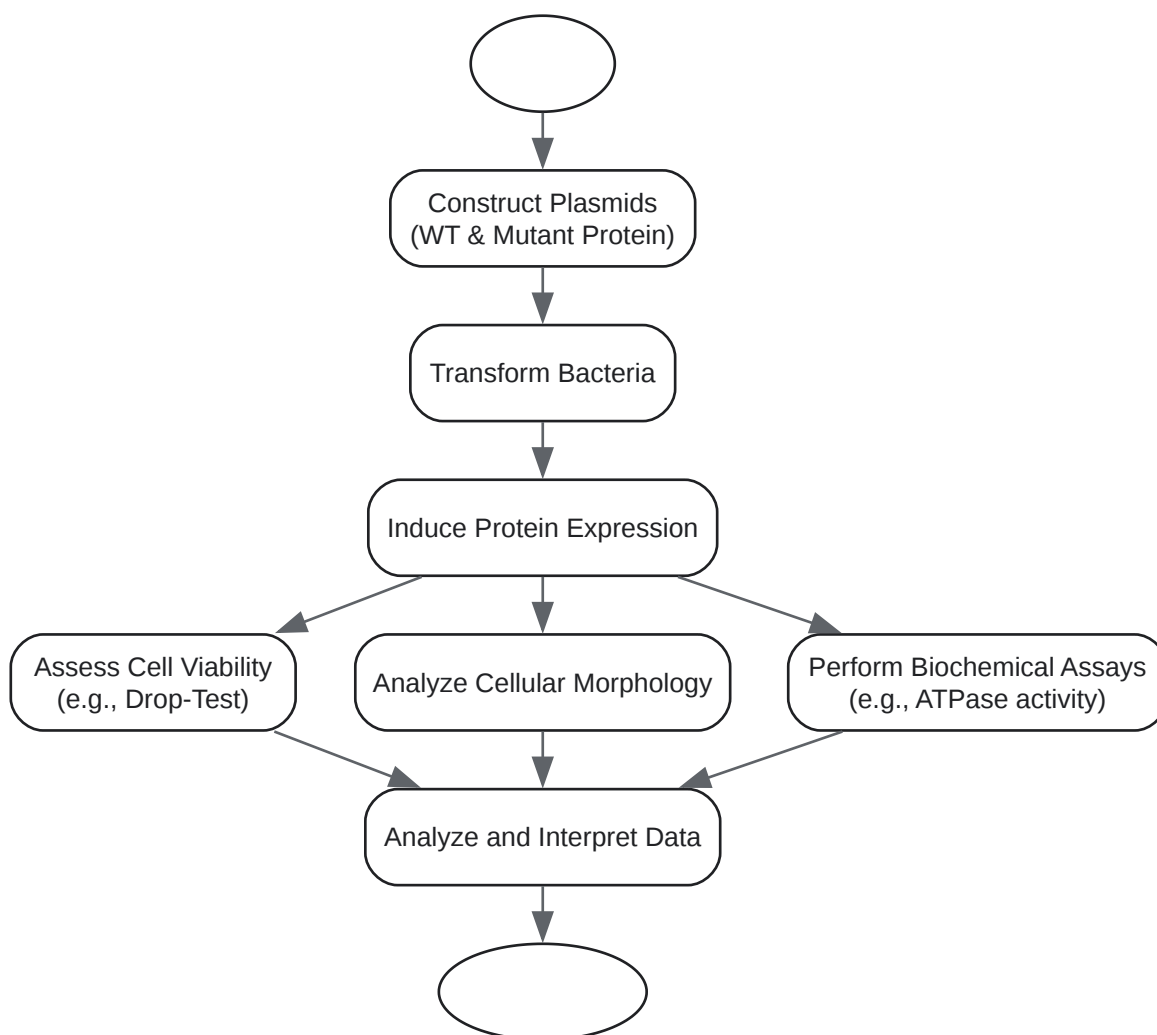 Construct Plasmids
(WT & Mutant Protein)
Transform Bacteria
Induce Protein Expression
Assess Cell Viability
(e.g., Drop-Test)
Analyze Cellular Morphology
Perform Biochemical Assays
(e.g., ATPase activity)
Analyze and Interpret Data